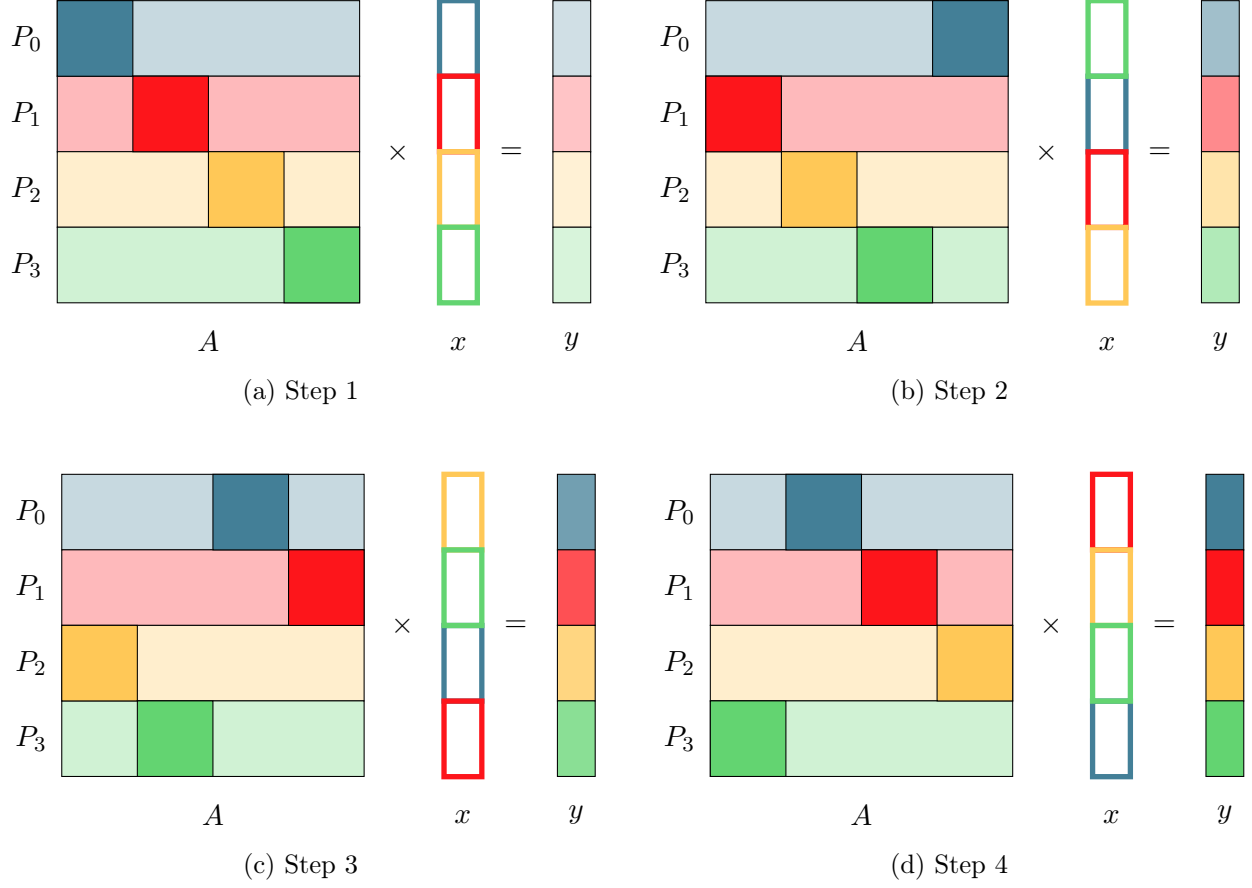 P₀
P₁
P₂
P₃
× =
A x y
(a) Step 1
P₀
P₁
P₂
P₃
× =
A x y
(b) Step 2
P₀
P₁
P₂
P₃
× =
A x y
(c) Step 3
P₀
P₁
P₂
P₃
× =
A x y
(d) Step 4